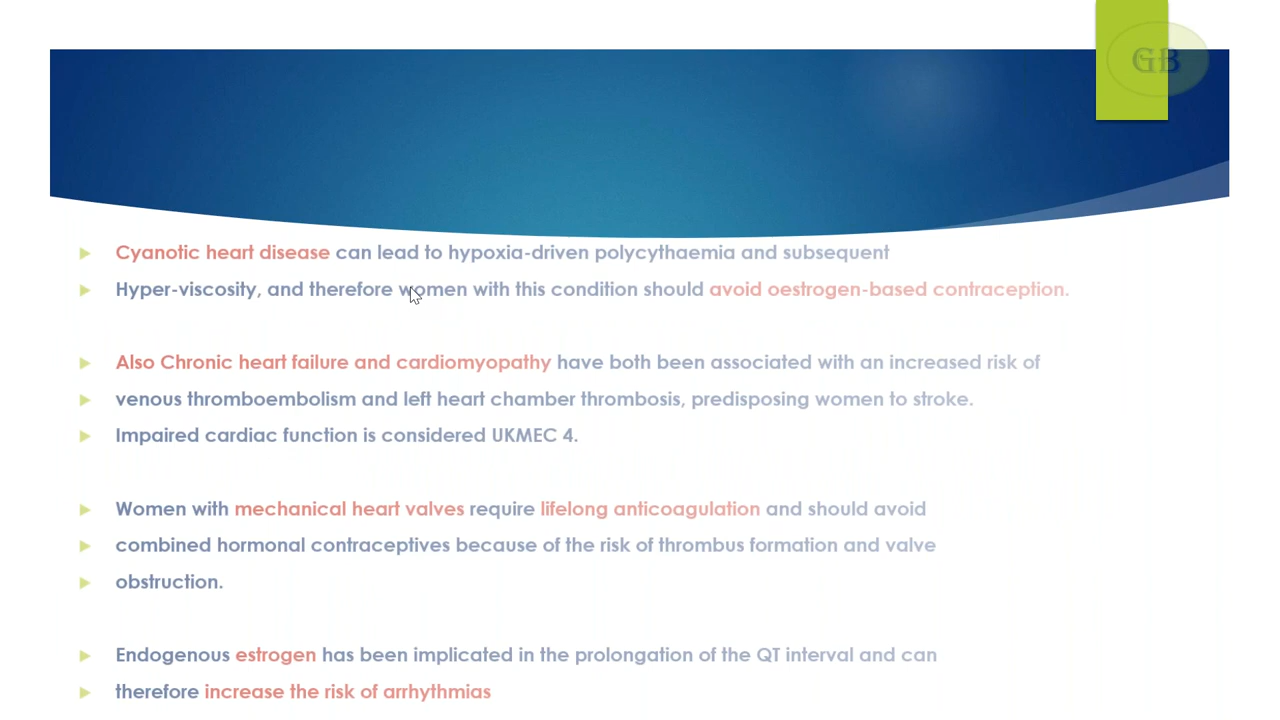 GB
Cyanotic heart disease can lead to hypoxia-driven polycythaemia and subsequent
Hyper-viscosity, and therefore women with this condition should avoid oestrogen-based contraception.
Also Chronic heart failure and cardiomyopathy have both been associated with an increased risk of
venous thromboembolism and left heart chamber thrombosis, predisposing women to stroke.
Impaired cardiac function is considered UKMEC 4.
Women with mechanical heart valves require lifelong anticoagulation and should avoid
combined hormonal contraceptives because of the risk of thrombus formation and valve
obstruction.
Endogenous estrogen has been implicated in the prolongation of the QT interval and can
therefore increase the risk of arrhythmias